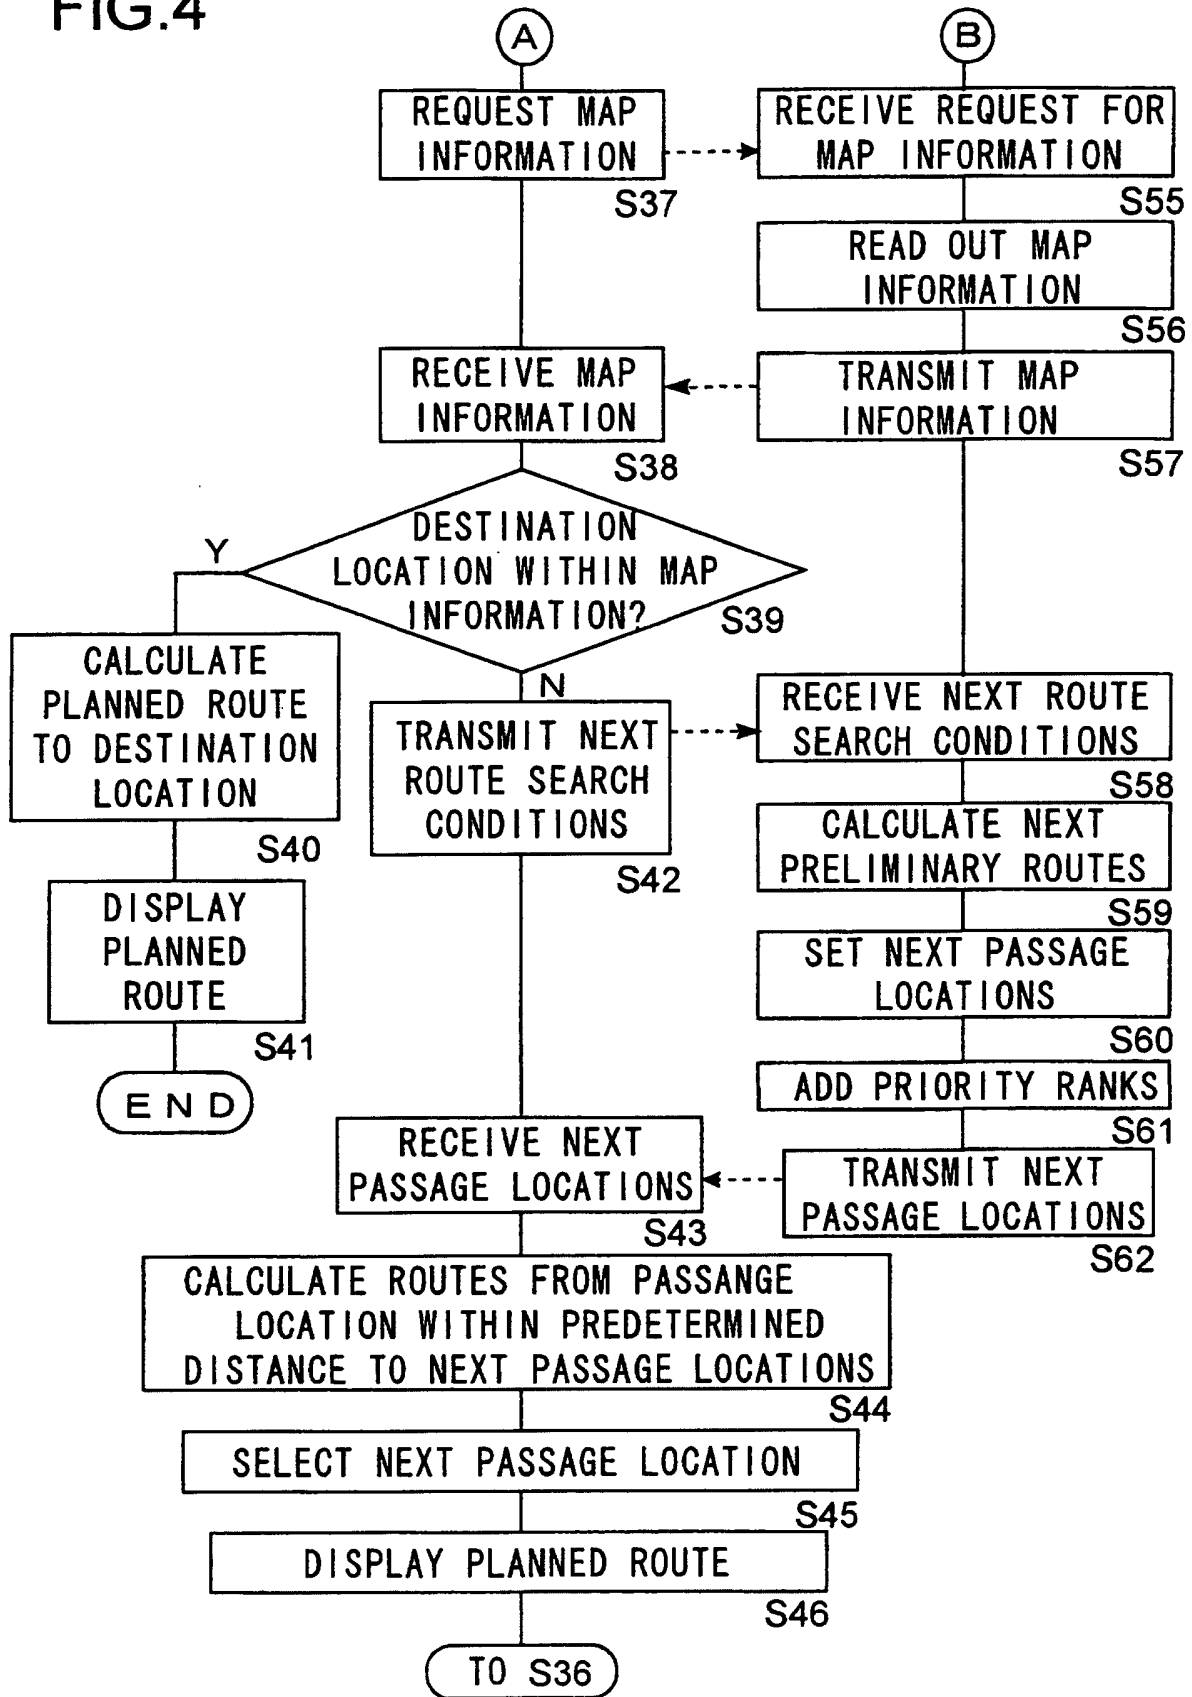 FIG.4
A
B
REQUEST MAP
INFORMATION
S37
RECEIVE REQUEST FOR
MAP INFORMATION
S55
READ OUT MAP
INFORMATION
S56
RECEIVE MAP
INFORMATION
S38
TRANSMIT MAP
INFORMATION
S57
DESTINATION
LOCATION WITHIN MAP
INFORMATION?
S39
Y
N
CALCULATE
PLANNED ROUTE
TO DESTINATION
LOCATION
S40
DISPLAY
PLANNED
ROUTE
S41
END
TRANSMIT NEXT
ROUTE SEARCH
CONDITIONS
S42
RECEIVE NEXT ROUTE
SEARCH CONDITIONS
S58
CALCULATE NEXT
PRELIMINARY ROUTES
S59
SET NEXT PASSAGE
LOCATIONS
S60
ADD PRIORITY RANKS
S61
RECEIVE NEXT
PASSAGE LOCATIONS
S43
TRANSMIT NEXT
PASSAGE LOCATIONS
S62
CALCULATE ROUTES FROM PASSANGE
LOCATION WITHIN PREDETERMINED
DISTANCE TO NEXT PASSAGE LOCATIONS
S44
SELECT NEXT PASSAGE LOCATION
S45
DISPLAY PLANNED ROUTE
S46
TO S36